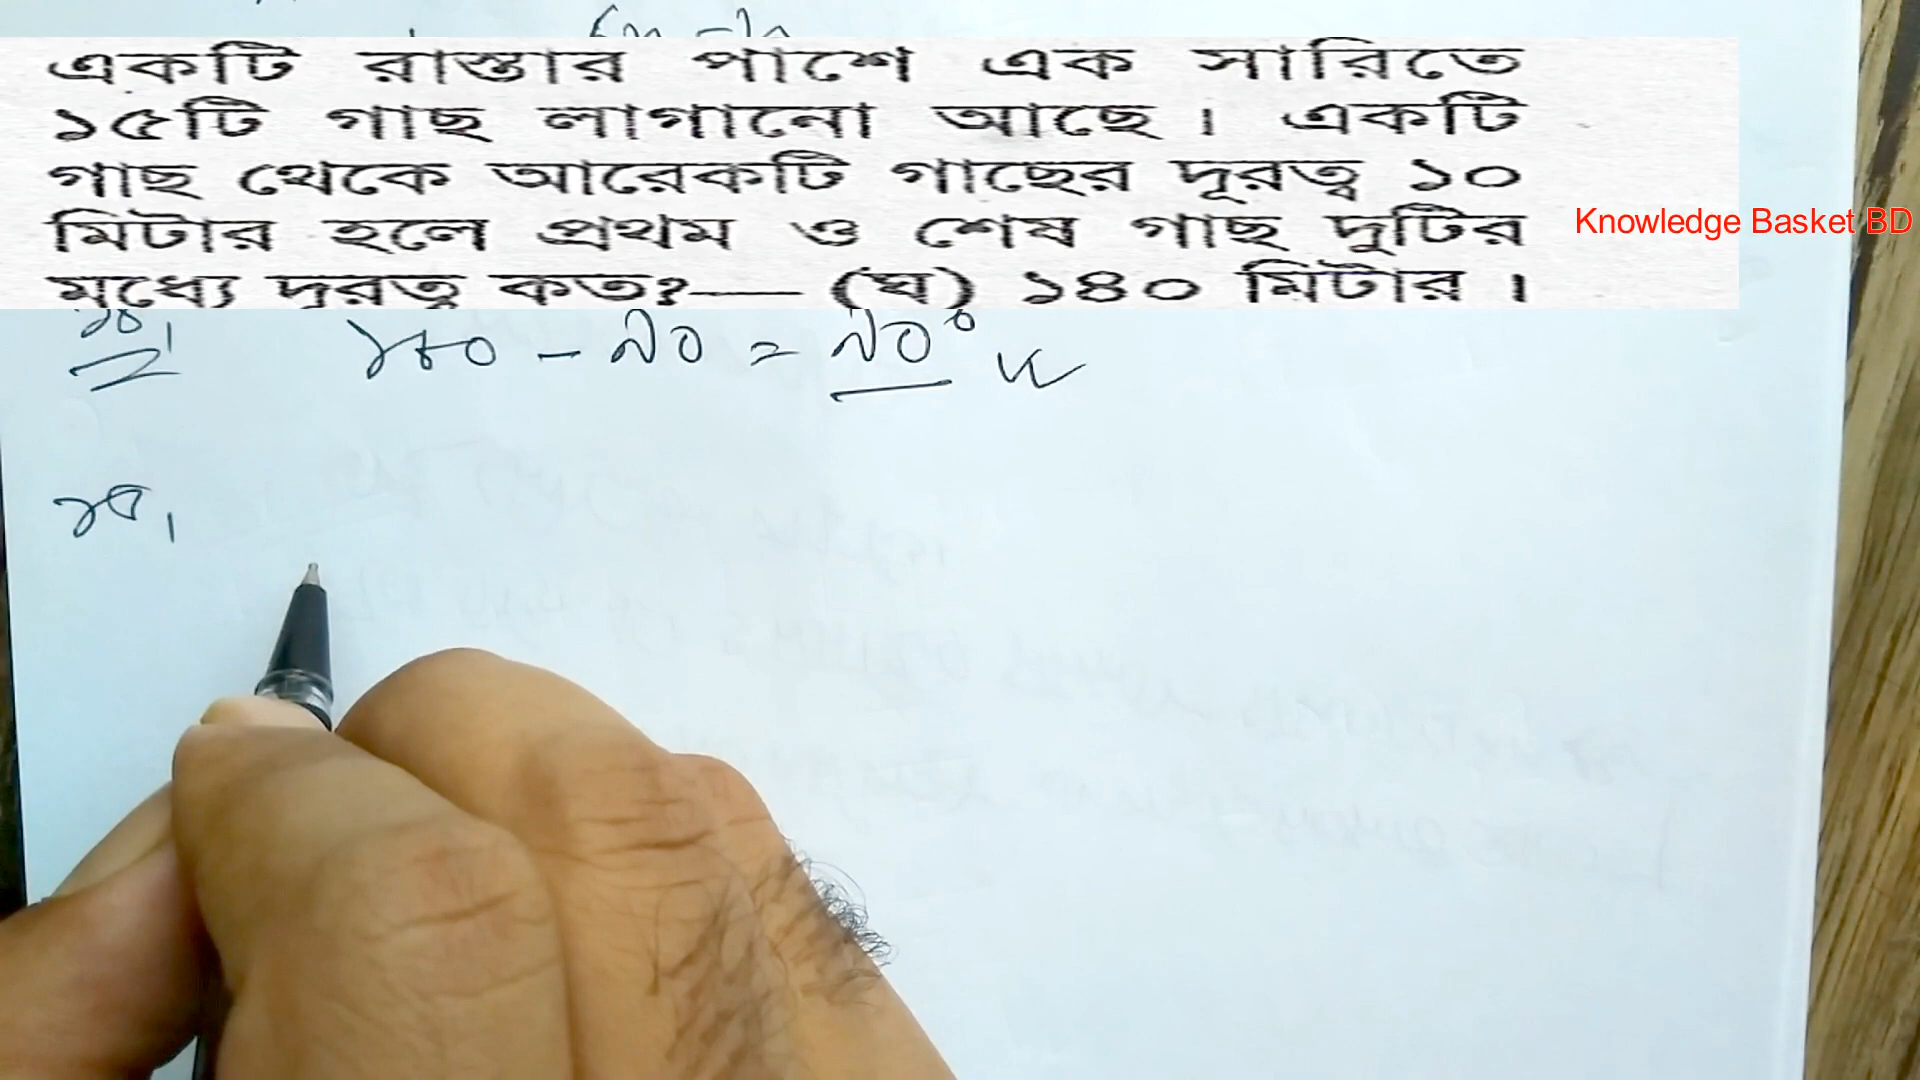 একটি রাস্তার পাশে এক সারিতে
১৫টি গাছ লাগানো আছে। একটি
গাছ থেকে আরেকটি গাছের দূরত্ব ১০
মিটার হলে প্রথম ও শেষ গাছ দুটির
মধ্যে দূরত্ব কত?— (ঘ) ১৪০ মিটার।
Knowledge Basket BD
১৮০ - ৯০ = ৯০°